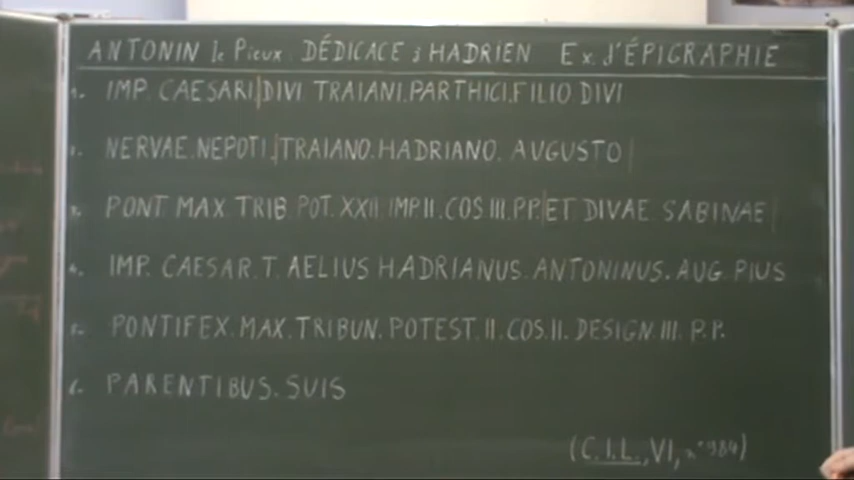 ANTONIN le Pieux. DÉDICACE à HADRIEN Ex. d'ÉPIGRAPHIE
1. IMP. CAESARI|DIVI TRAIANI.PARTHICI.FILIO DIVI
2. NERVAE.NEPOTI.|TRAIANO.HADRIANO. AUGUSTO|
3. PONT. MAX. TRIB. POT. XXII. IMP II. COS III. P.P.|ET DIVAE SABINAE|
4. IMP. CAESAR. T. AELIUS HADRIANUS. ANTONINUS. AUG. PIUS
5. PONTIFEX. MAX. TRIBUN. POTEST. II. COS. II. DESIGN. III. P.P.
6. PARENTIBUS. SUIS
(C.I.L., VI, n° 984)